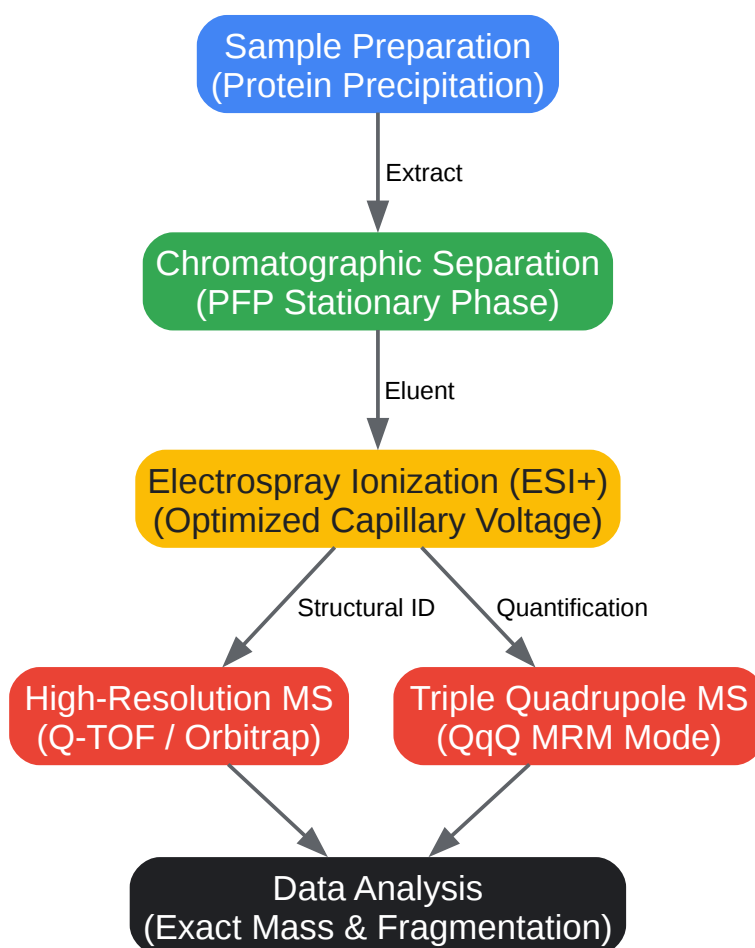 Sample Preparation
(Protein Precipitation)
Extract
Chromatographic Separation
(PFP Stationary Phase)
Eluent
Electrospray Ionization (ESI+)
(Optimized Capillary Voltage)
Structural ID
Quantification
High-Resolution MS
(Q-TOF / Orbitrap)
Triple Quadrupole MS
(QqQ MRM Mode)
Data Analysis
(Exact Mass & Fragmentation)